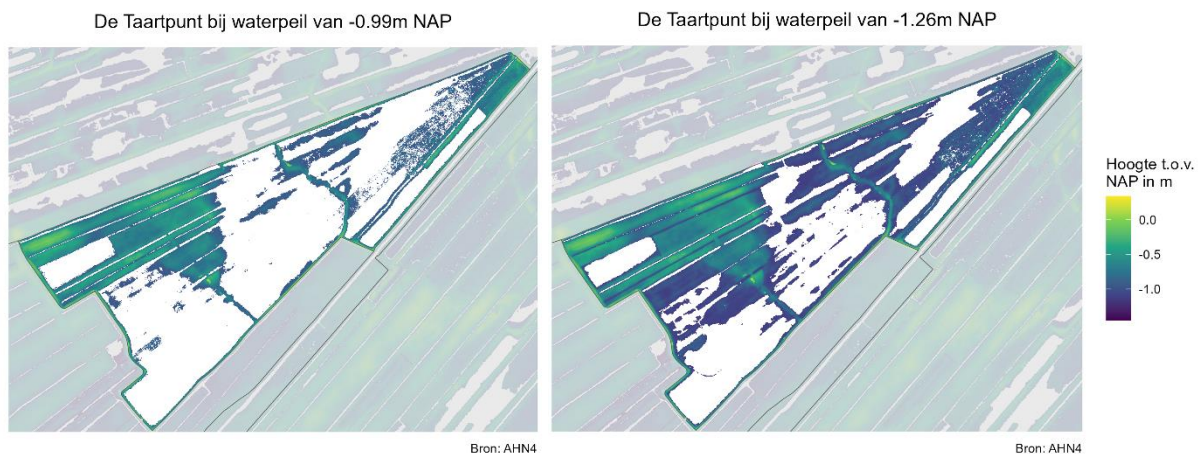 De Taartpunt bij waterpeil van -0.99m NAP
De Taartpunt bij waterpeil van -1.26m NAP
Hoogte t.o.v.
NAP in m
0.0
-0.5
-1.0
Bron: AHN4
Bron: AHN4